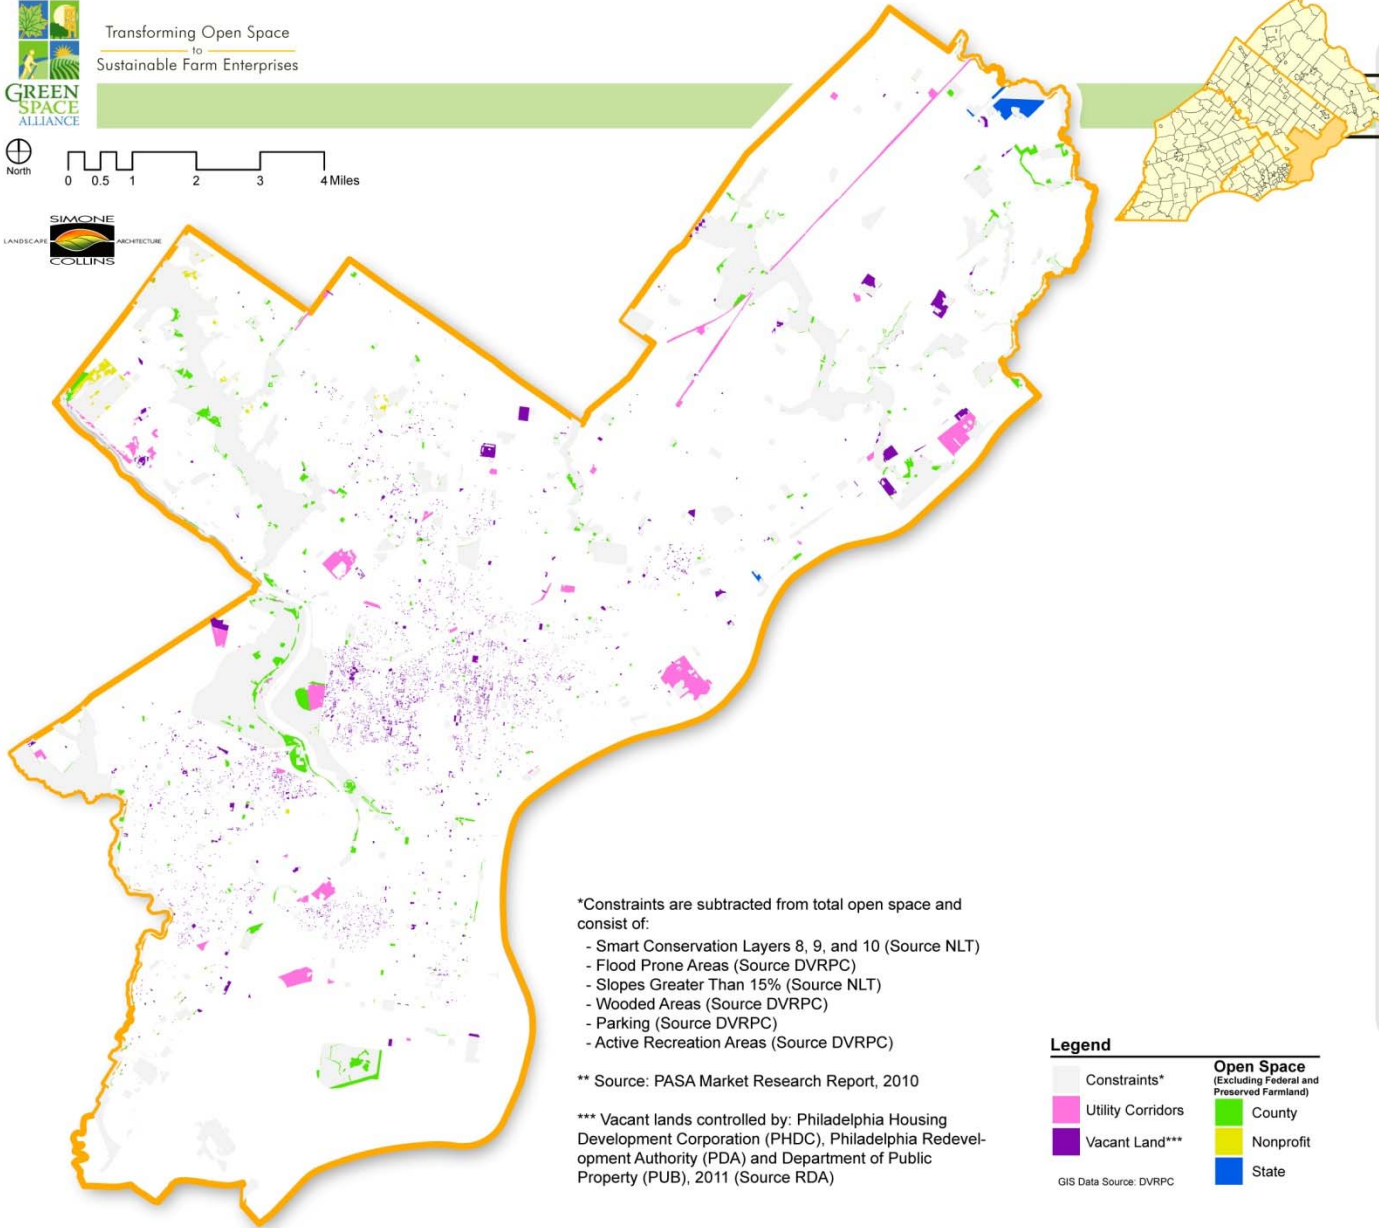 Transforming Open Space
to
Sustainable Farm Enterprises
GREEN
SPACE
ALLIANCE
North
0 0.5 1 2 3 4 Miles
SIMONE
LANDSCAPE ARCHITECTURE
COLLINS
*Constraints are subtracted from total open space and
consist of:
- Smart Conservation Layers 8, 9, and 10 (Source NLT)
- Flood Prone Areas (Source DVRPC)
- Slopes Greater Than 15% (Source NLT)
- Wooded Areas (Source DVRPC)
- Parking (Source DVRPC)
- Active Recreation Areas (Source DVRPC)
** Source: PASA Market Research Report, 2010
*** Vacant lands controlled by: Philadelphia Housing
Development Corporation (PHDC), Philadelphia Redevel-
opment Authority (PDA) and Department of Public
Property (PUB), 2011 (Source RDA)
Legend
Constraints*
Utility Corridors
Vacant Land***
GIS Data Source: DVRPC
Open Space
(Excluding Federal and
Preserved Farmland)
County
Nonprofit
State